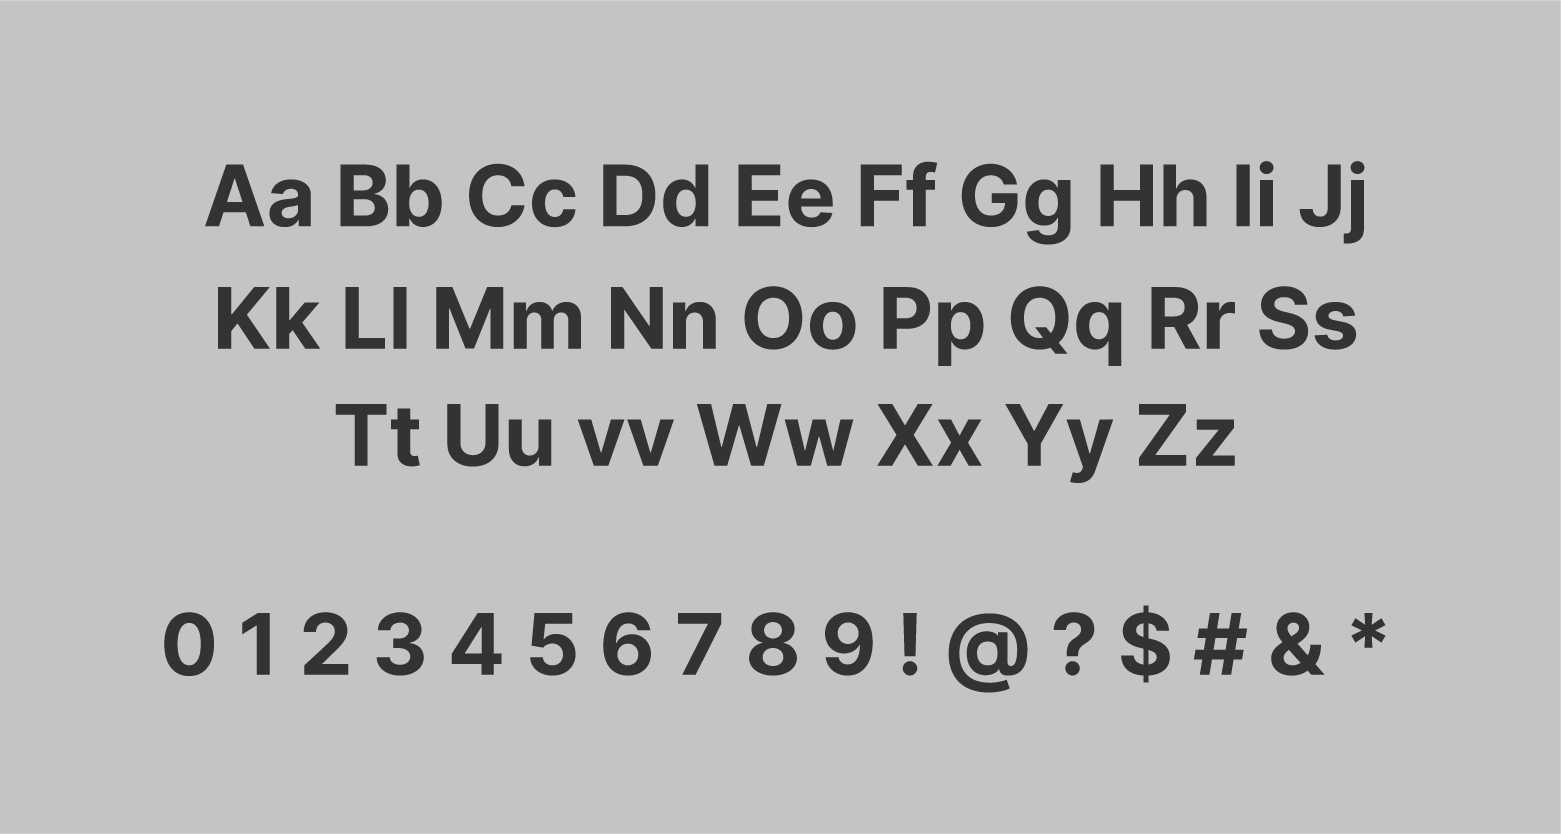 Aa Bb Cc Dd Ee Ff Gg Hh Ii Jj
Kk Ll Mm Nn Oo Pp Qq Rr Ss
Tt Uu vv Ww Xx Yy Zz
0 1 2 3 4 5 6 7 8 9 ! @ ? $ # & *